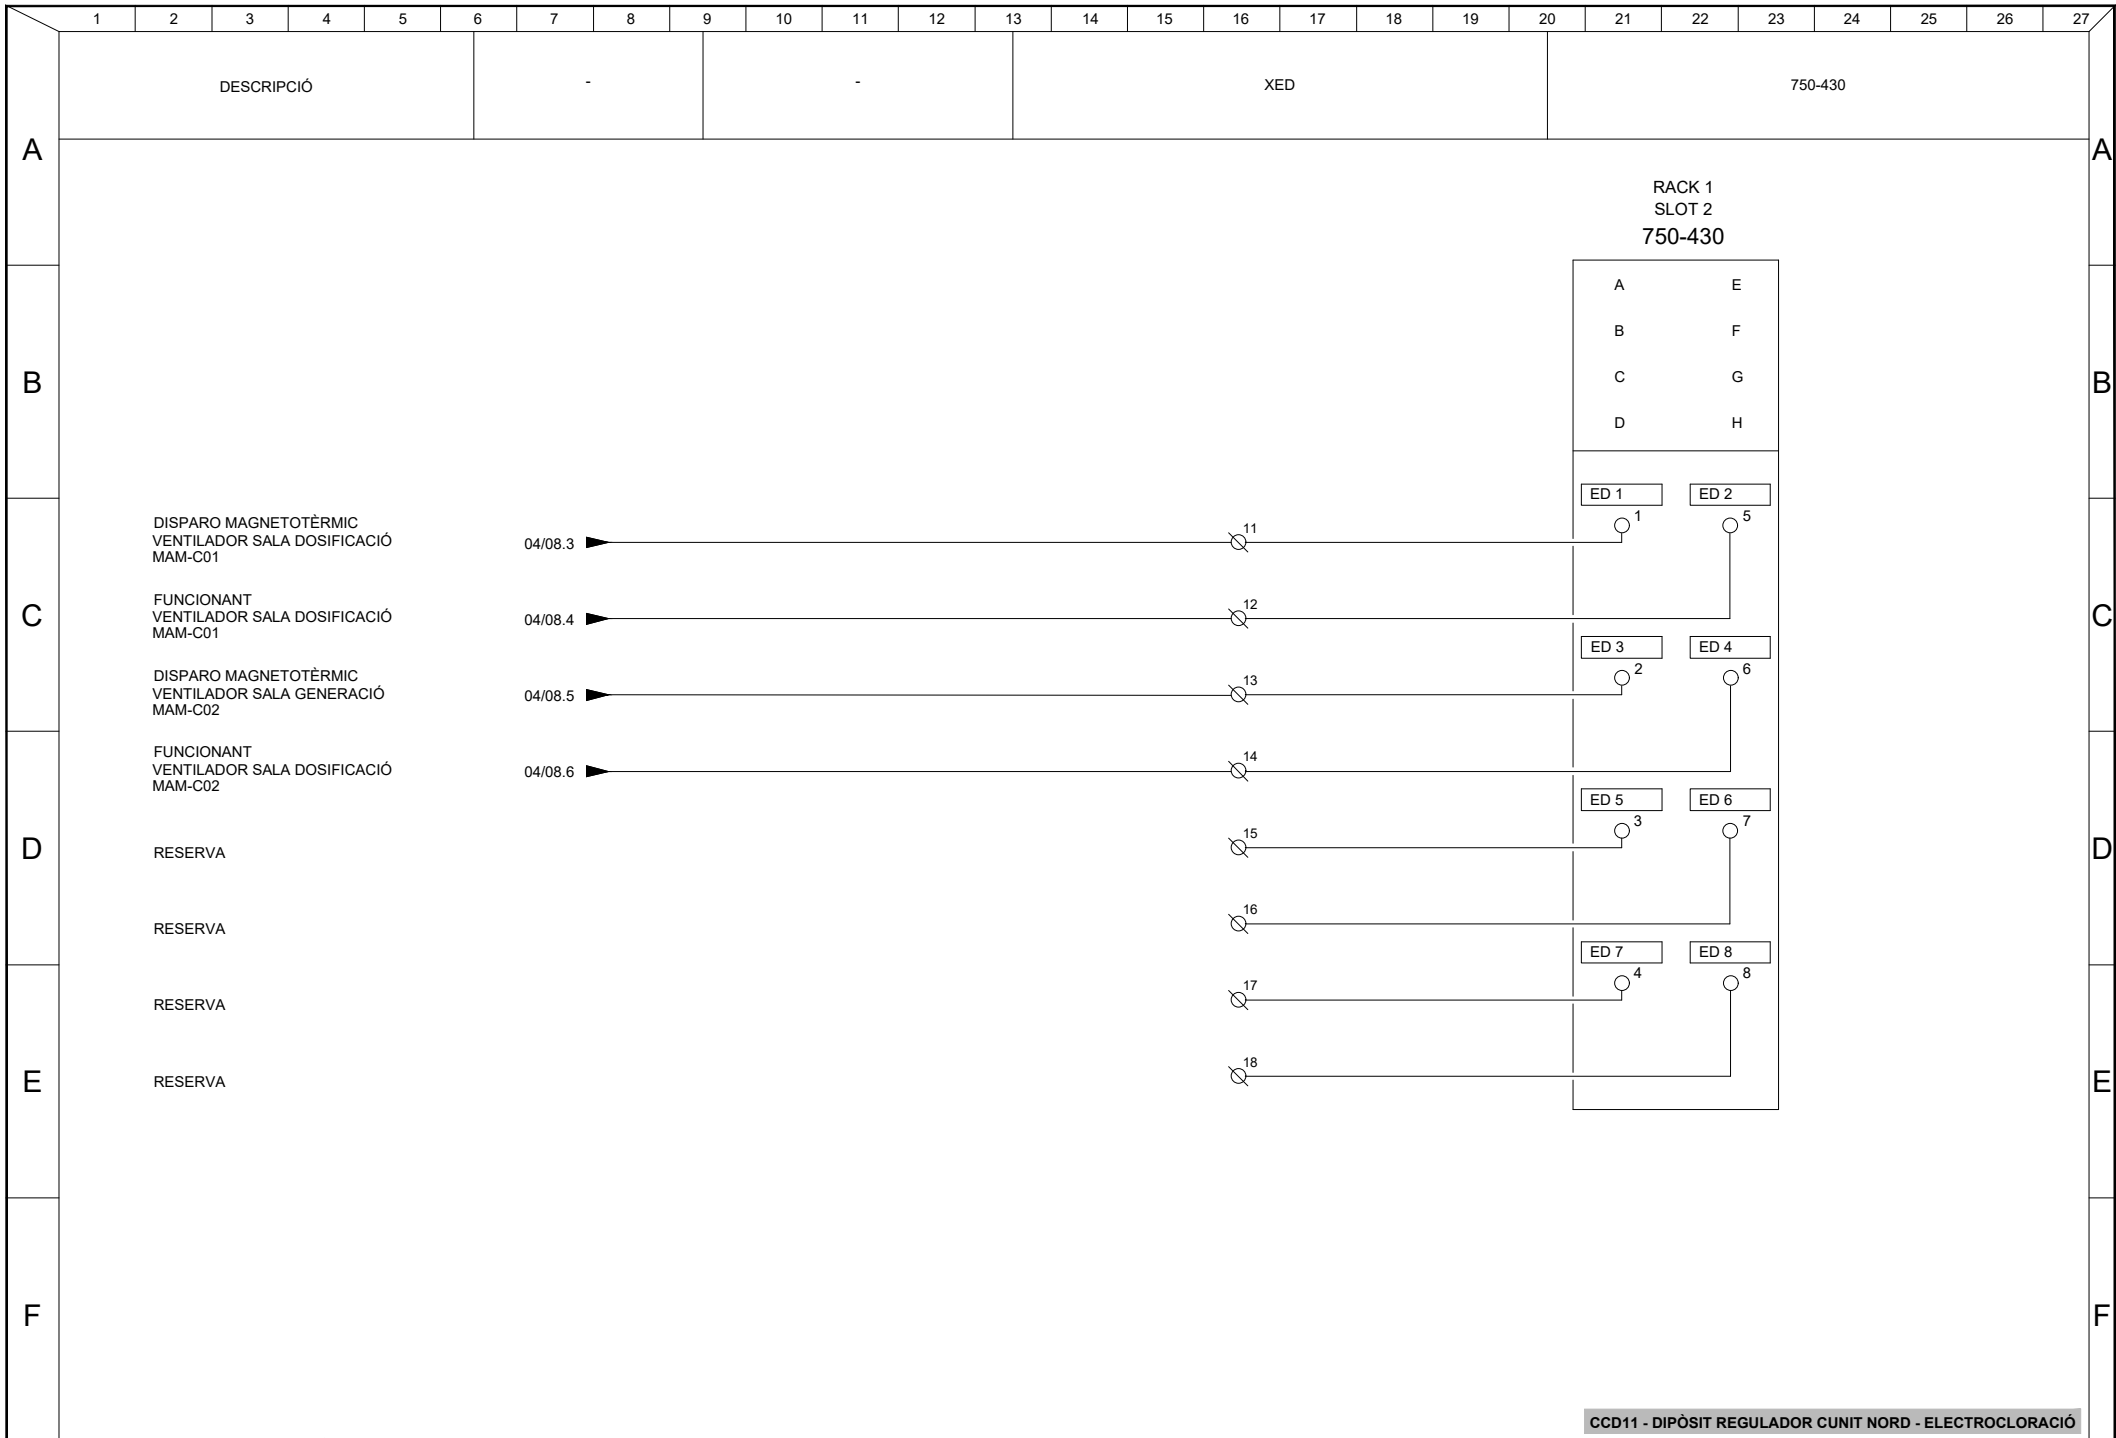 1 2 3 4 5 6 7 8 9 10 11 12 13 14 15 16 17 18 19 20 21 22 23 24 25 26 27
DESCRIPCIÓ - - XED 750-430
A A
RACK 1
SLOT 2
750-430
A E
B F
C G
D H
B B
ED 1 ED 2
1 5
DISPARO MAGNETOTÈRMIC
VENTILADOR SALA DOSIFICACIÓ
MAM-C01
04/08.3 11
FUNCIONANT
VENTILADOR SALA DOSIFICACIÓ
MAM-C01
04/08.4 12
C C
ED 3 ED 4
2 6
DISPARO MAGNETOTÈRMIC
VENTILADOR SALA GENERACIÓ
MAM-C02
04/08.5 13
FUNCIONANT
VENTILADOR SALA DOSIFICACIÓ
MAM-C02
04/08.6 14
ED 5 ED 6
3 7
D D
RESERVA 15
RESERVA 16
ED 7 ED 8
4 8
RESERVA 17
RESERVA 18
E E
F F
CCD11 - DIPÒSIT REGULADOR CUNIT NORD - ELECTROCLORACIÓ